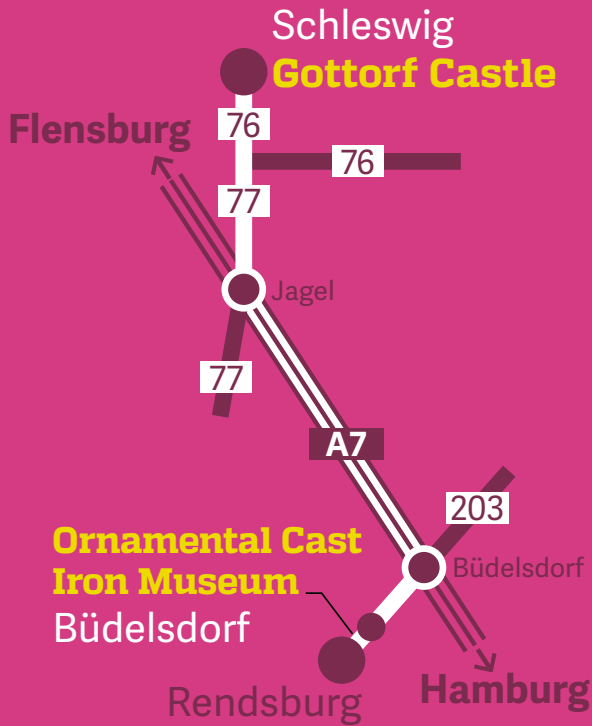 Schleswig
Gottorf Castle
Flensburg
76
76
77
Jagel
77
A7
203
Ornamental Cast
Iron Museum
Büdelsdorf
Büdelsdorf
Rendsburg
Hamburg